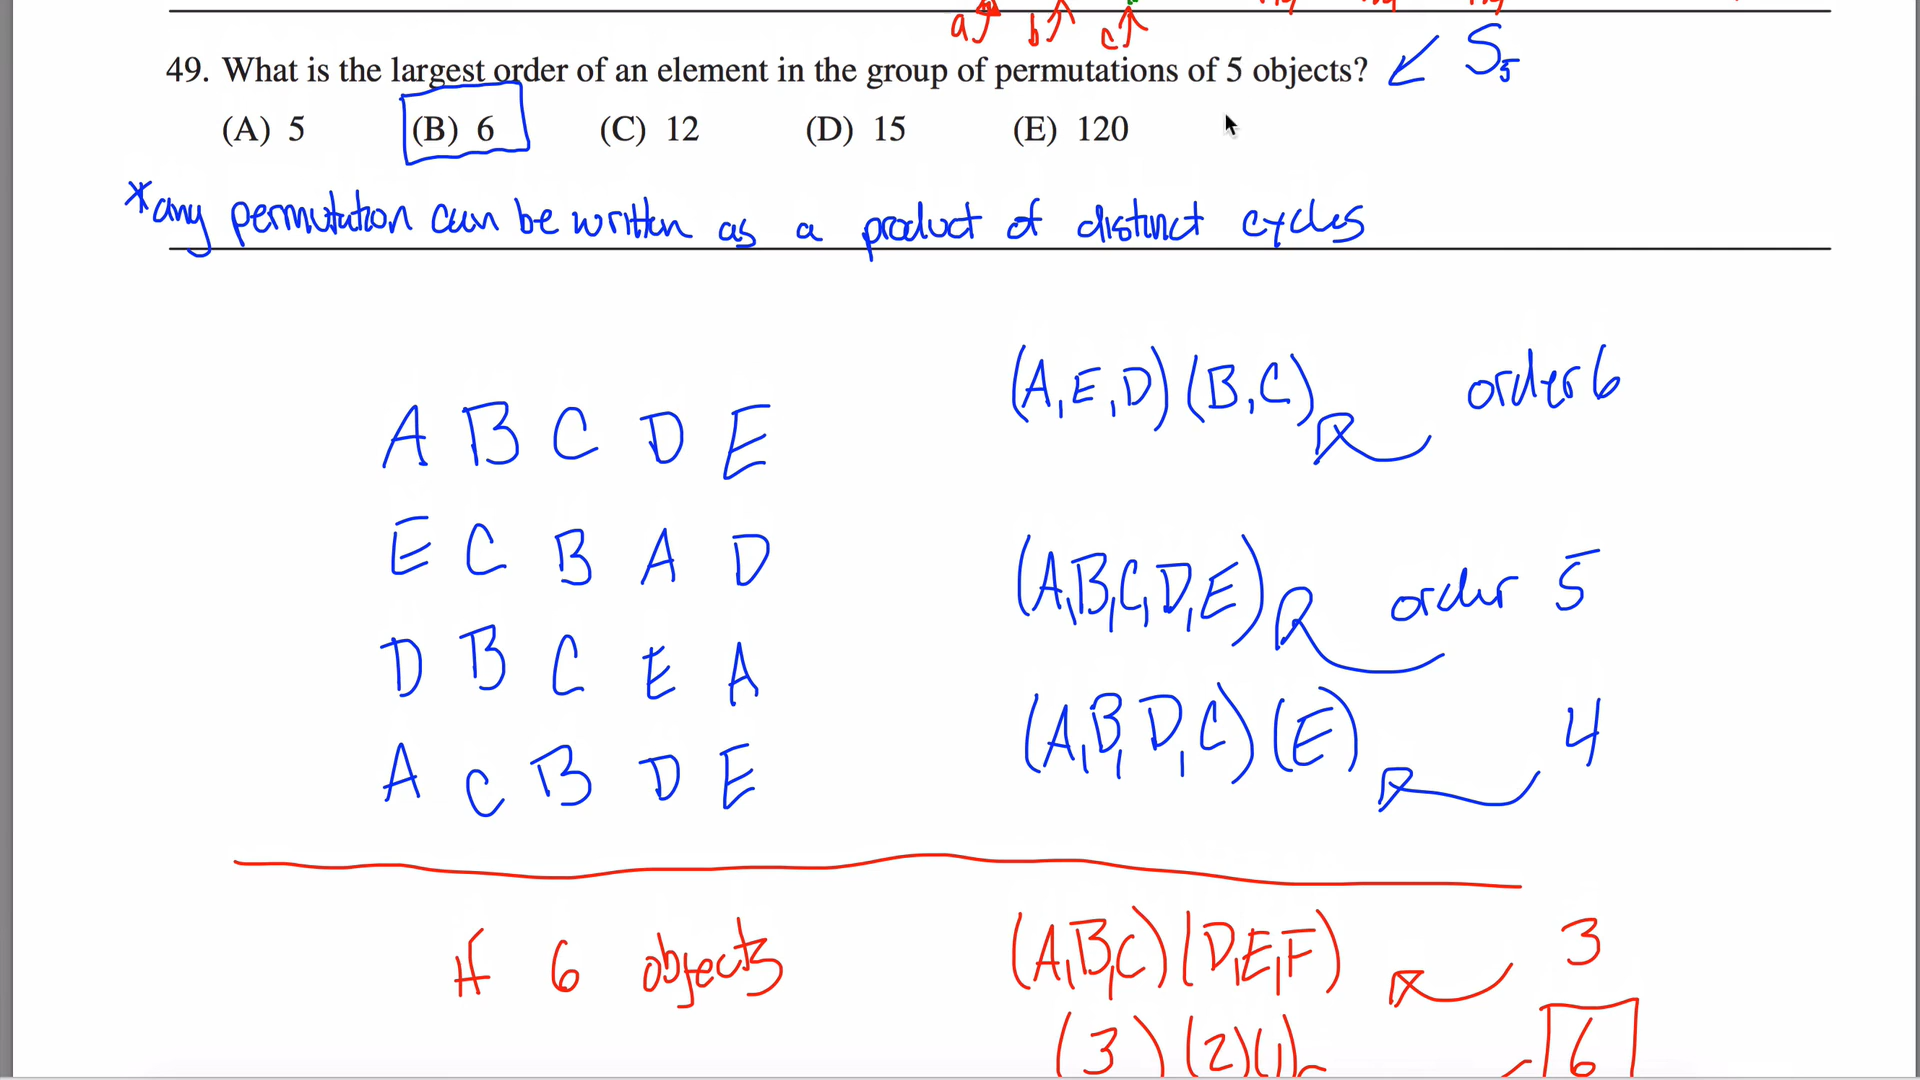 a b c
S5
49. What is the largest order of an element in the group of permutations of 5 objects?
(A) 5 (B) 6 (C) 12 (D) 15 (E) 120
*any permutation can be written as a product of distinct cycles
(A,E,D)(B,C) order 6
A B C D E
E C B A D
(A,B,C,D,E) order 5
D B C E A
(A,B,D,C)(E) 4
A C B D E
If 6 objects (A,B,C)(D,E,F) 3
(3)(2)(1) 6